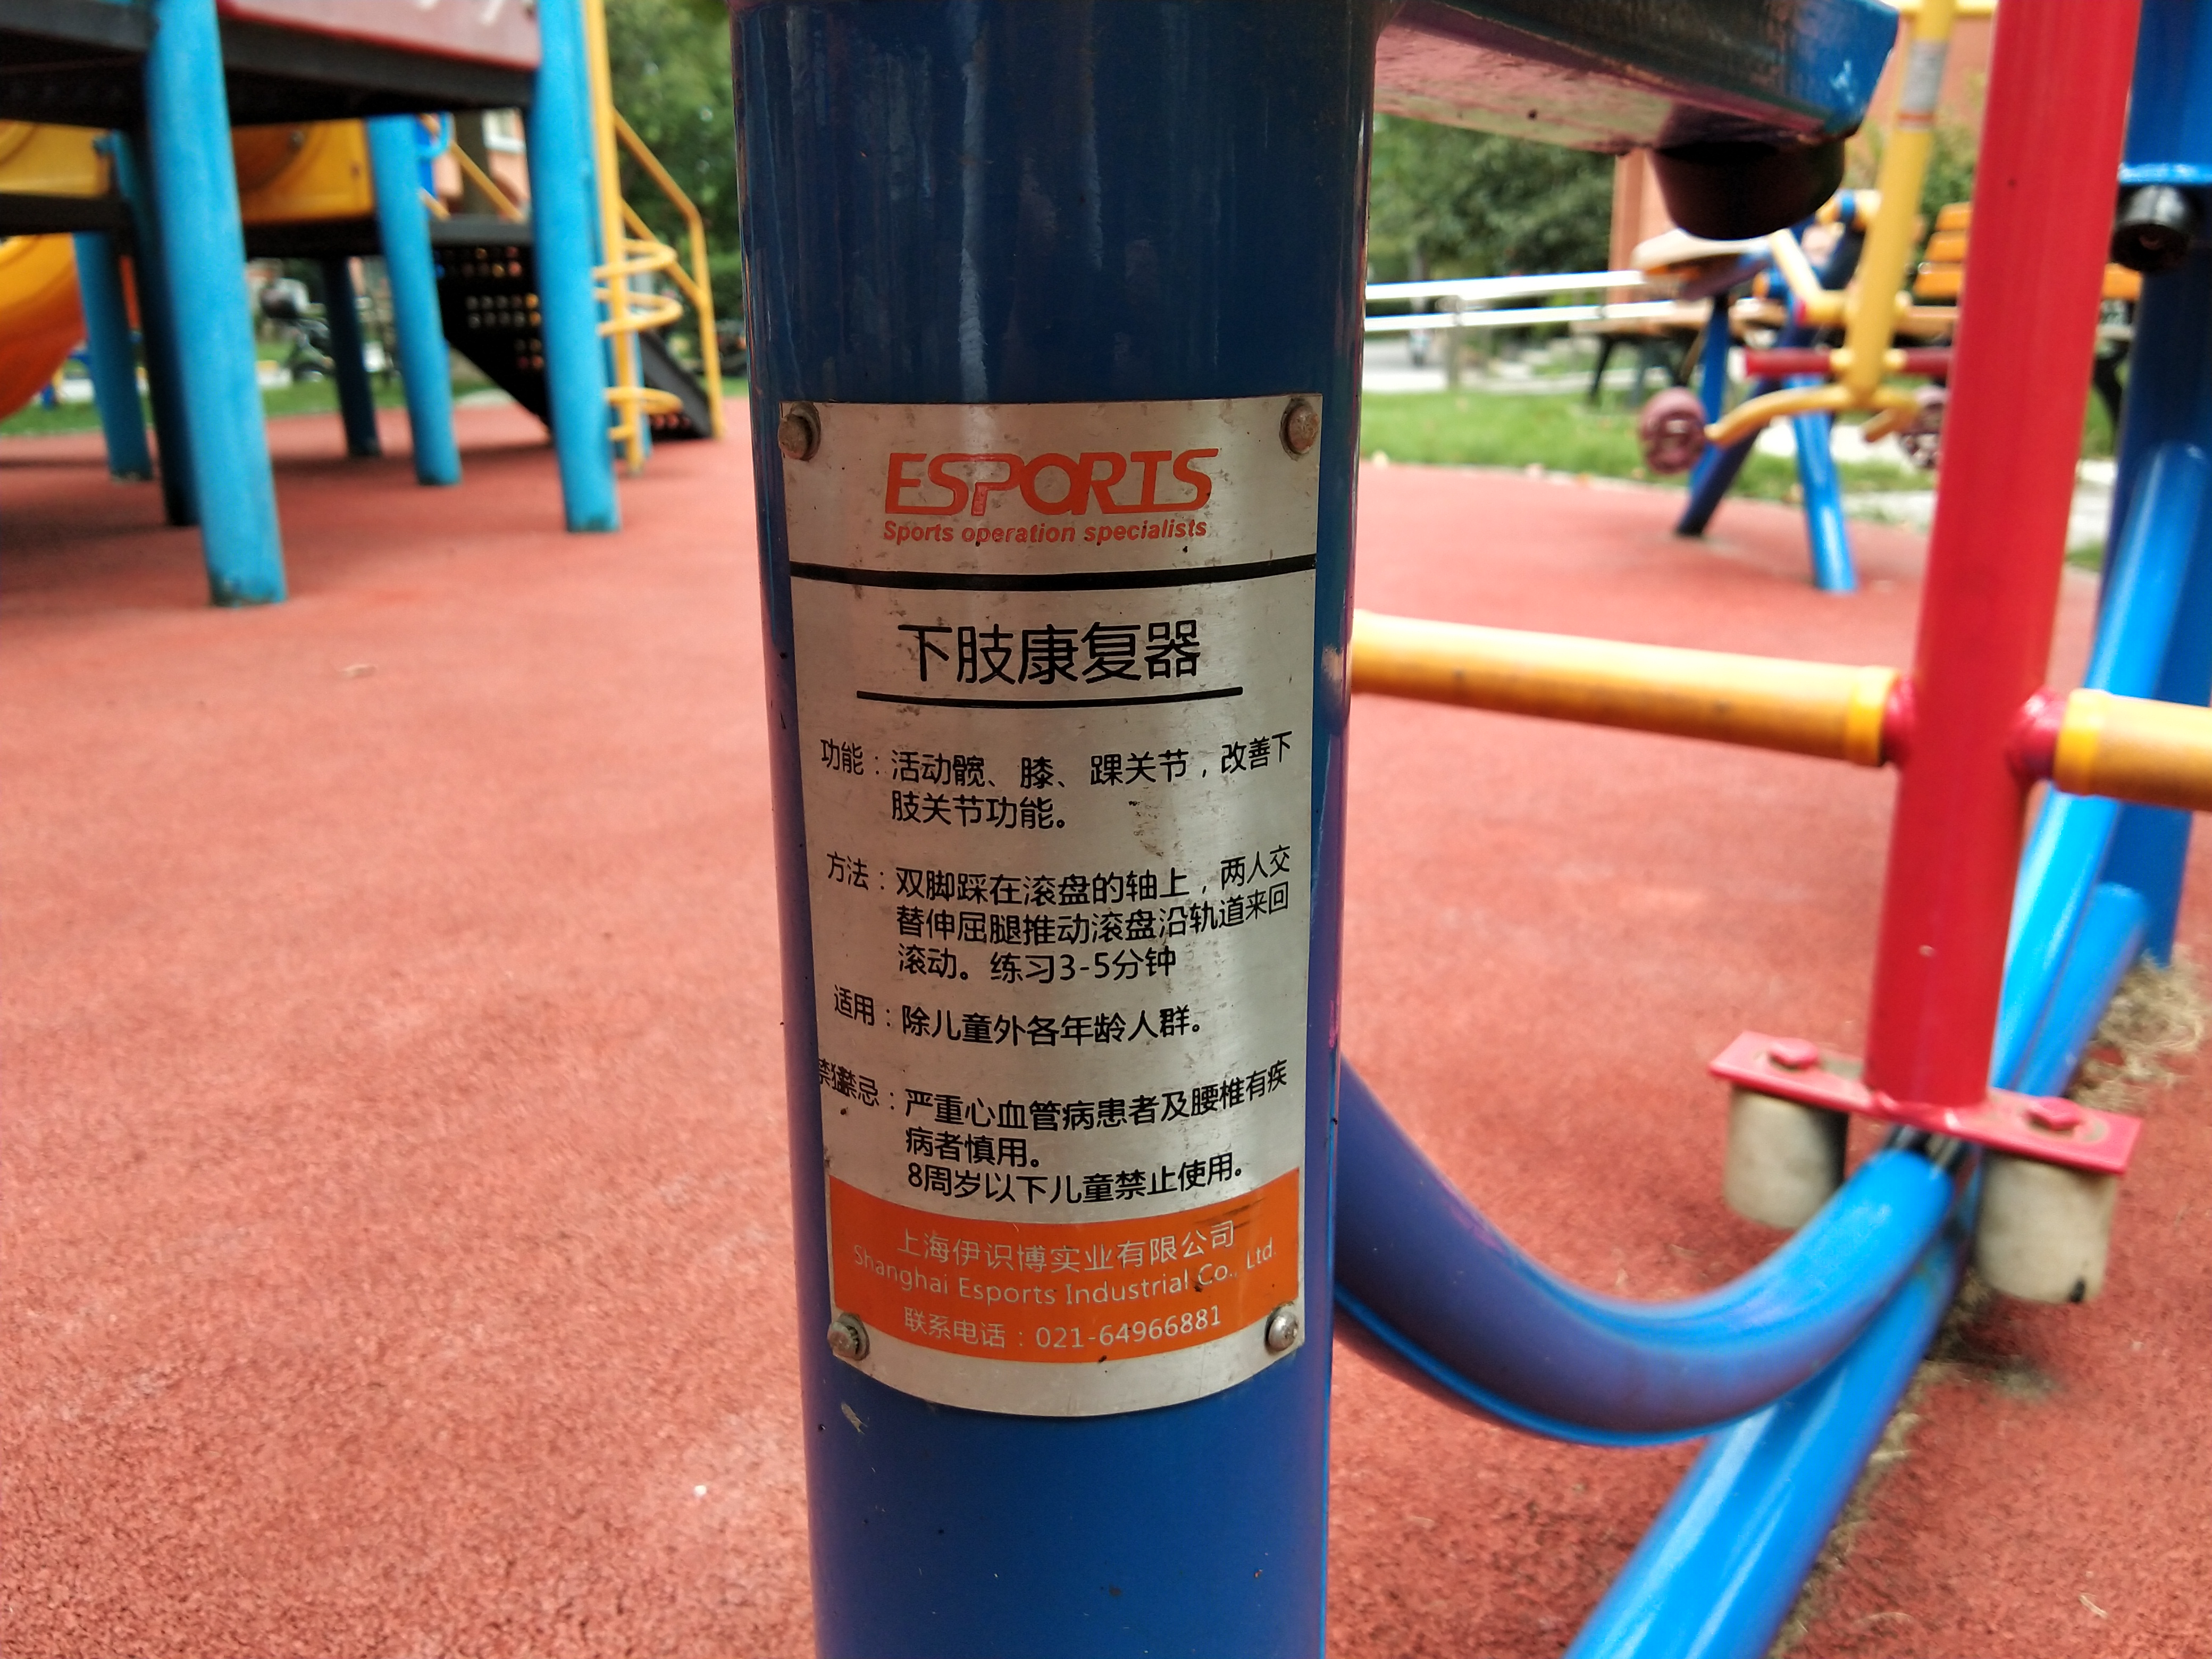 ESPORTS
Sports operation specialists
下肢康复器
功能：活动髋、膝、踝关节，改善下
肢关节功能。
方法：双脚踩在滚盘的轴上，两人交
替伸屈腿推动滚盘沿轨道来回
滚动。练习3-5分钟
适用：除儿童外各年龄人群。
禁忌：严重心血管病患者及腰椎有疾
病者慎用。
8周岁以下儿童禁止使用。
上海伊识博实业有限公司
Shanghai Esports Industrial Co., Ltd.
联系电话：021-64966881